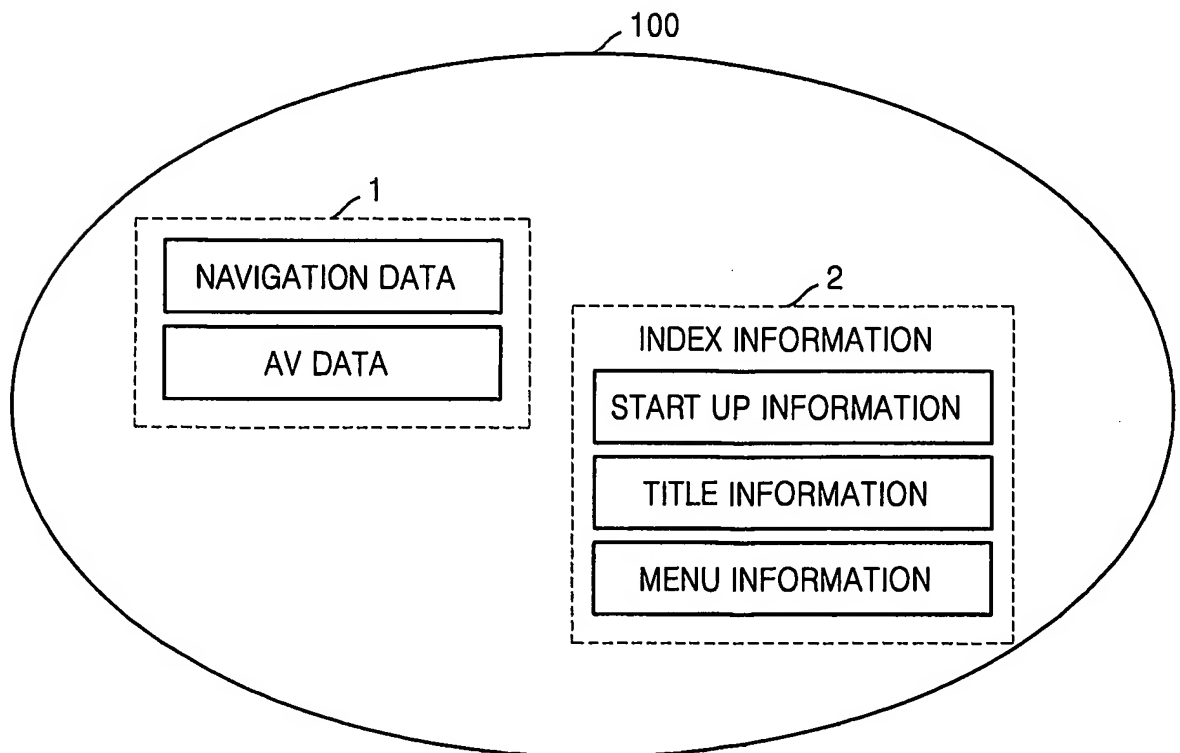 100
1
NAVIGATION DATA
AV DATA
2
INDEX INFORMATION
START UP INFORMATION
TITLE INFORMATION
MENU INFORMATION